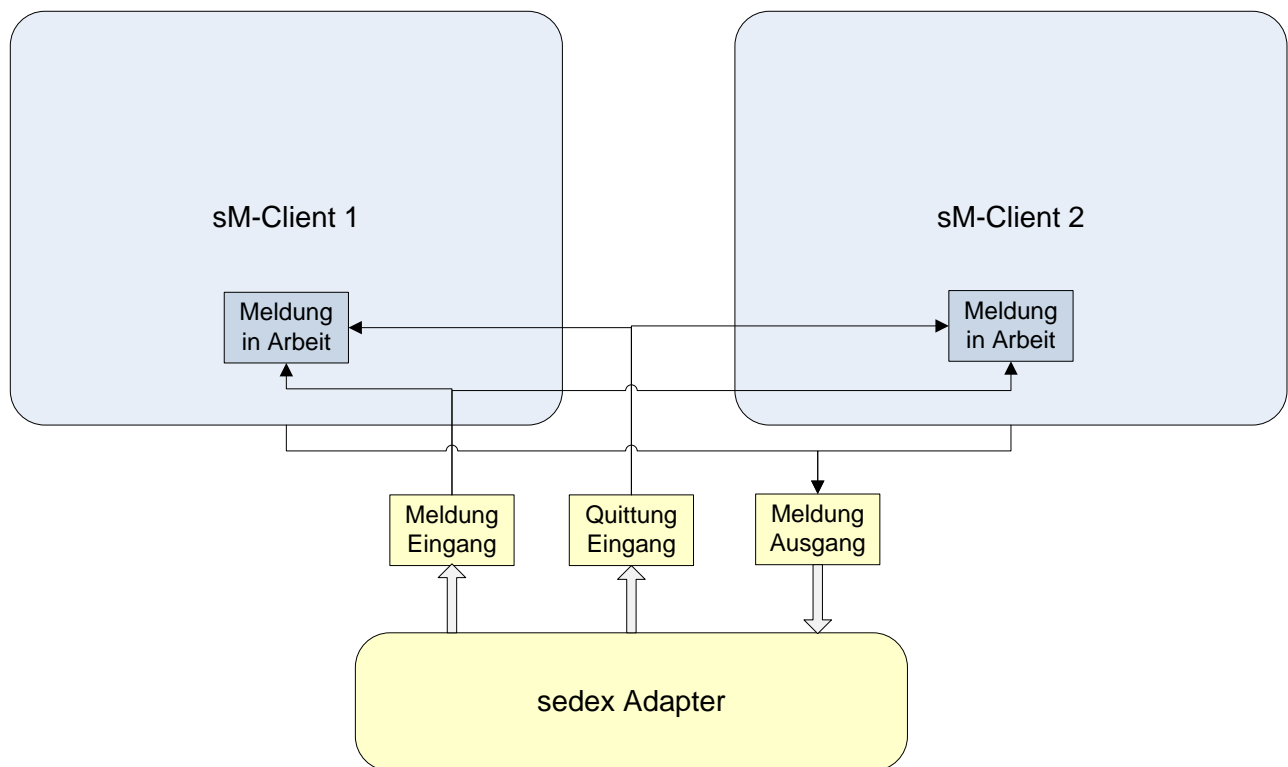 sM-Client 1
sM-Client 2
Meldung
in Arbeit
Meldung
in Arbeit
Meldung
Eingang
Quittung
Eingang
Meldung
Ausgang
sedex Adapter